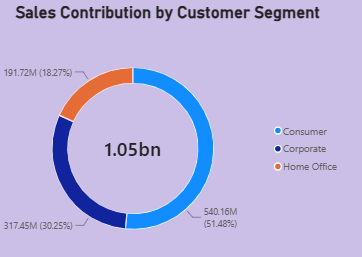 Sales Contribution by Customer Segment
191.72M (18.27%)
1.05bn
Consumer
Corporate
Home Office
540.16M
(51.48%)
317.45M (30.25%)